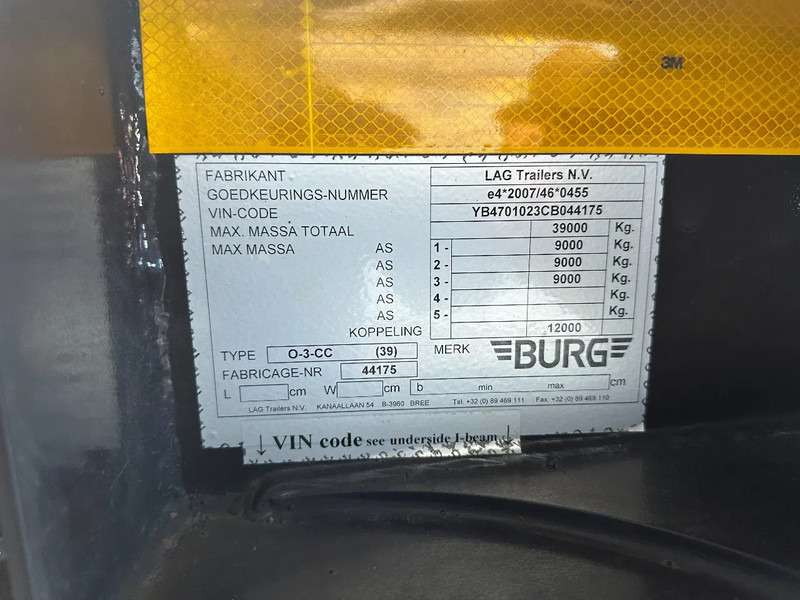 3M
FABRIKANT LAG Trailers N.V.
GOEDKEURINGS-NUMMER e4*2007/46*0455
VIN-CODE YB4701023CB044175
MAX. MASSA TOTAAL 39000 Kg.
MAX MASSA AS 1 - 9000 Kg.
AS 2 - 9000 Kg.
AS 3 - 9000 Kg.
AS 4 - Kg.
AS 5 - Kg.
KOPPELING 12000
TYPE O-3-CC (39) MERK BURG
FABRICAGE-NR 44175
L cm W cm b min max cm
LAG Trailers N.V. KANAALLAAN 54 B-3960 BREE Tel. +32 (0) 89 469 111 Fax. +32 (0) 89 469 110
↓ VIN code see underside I-beam ↓